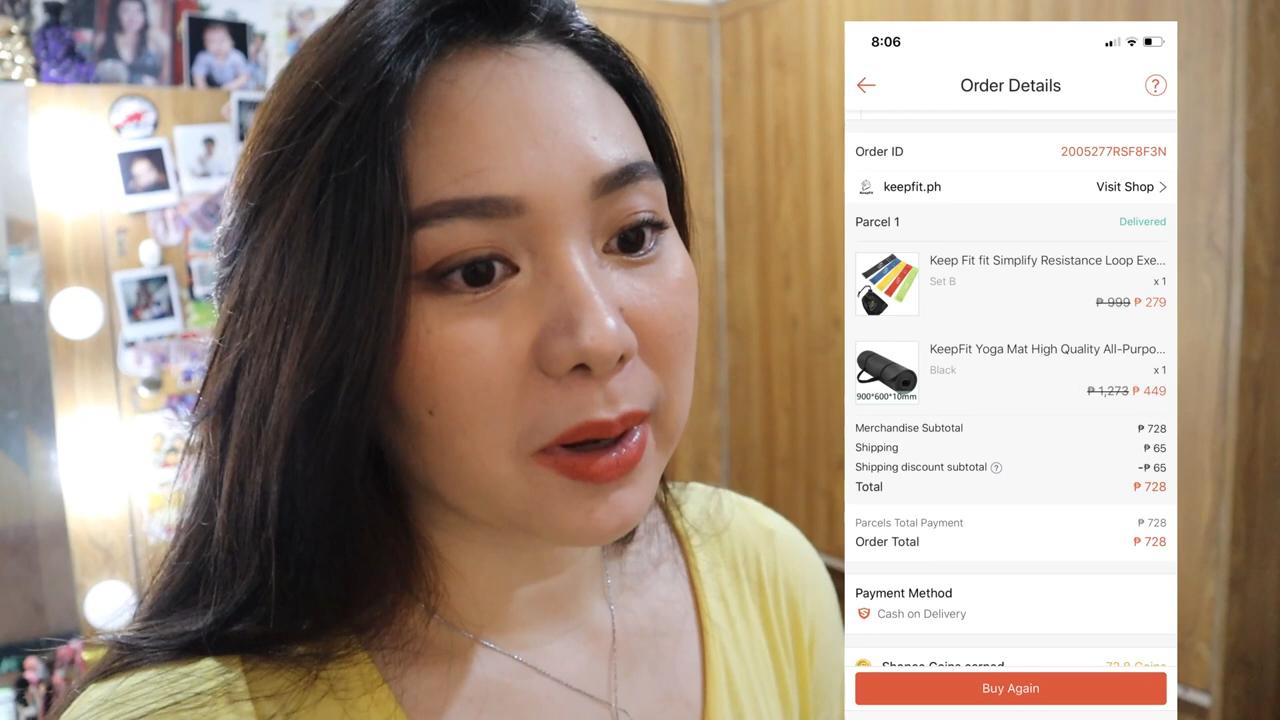 8:06
Order Details
?
Order ID 2005277RSF8F3N
keepfit.ph Visit Shop
Parcel 1 Delivered
Keep Fit fit Simplify Resistance Loop Exe...
Set B x 1
₱ 999 ₱ 279
KeepFit Yoga Mat High Quality All-Purpo...
Black x 1
900*600*10mm
₱ 1,273 ₱ 449
Merchandise Subtotal ₱ 728
Shipping ₱ 65
Shipping discount subtotal ? -₱ 65
Total ₱ 728
Parcels Total Payment ₱ 728
Order Total ₱ 728
Payment Method
Cash on Delivery
Buy Again